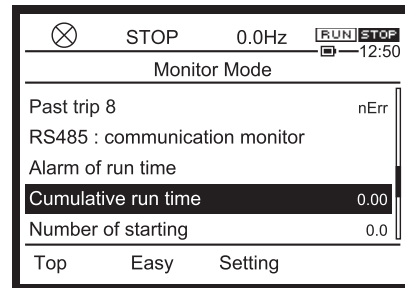 STOP 0.0Hz RUN STOP
12:50
Monitor Mode
Past trip 8 nErr
RS485 : communication monitor
Alarm of run time
Cumulative run time 0.00
Number of starting 0.0
Top Easy Setting